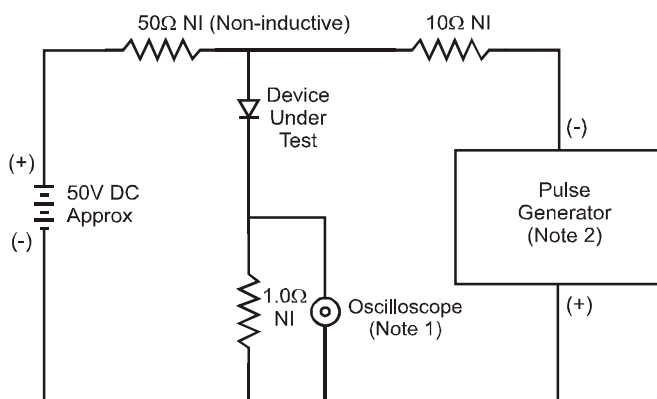 50Ω NI (Non-inductive)
10Ω NI
Device
Under
Test
(-)
(+)
50V DC
Approx
(-)
Pulse
Generator
(Note 2)
1.0Ω
NI
Oscilloscope
(Note 1)
(+)